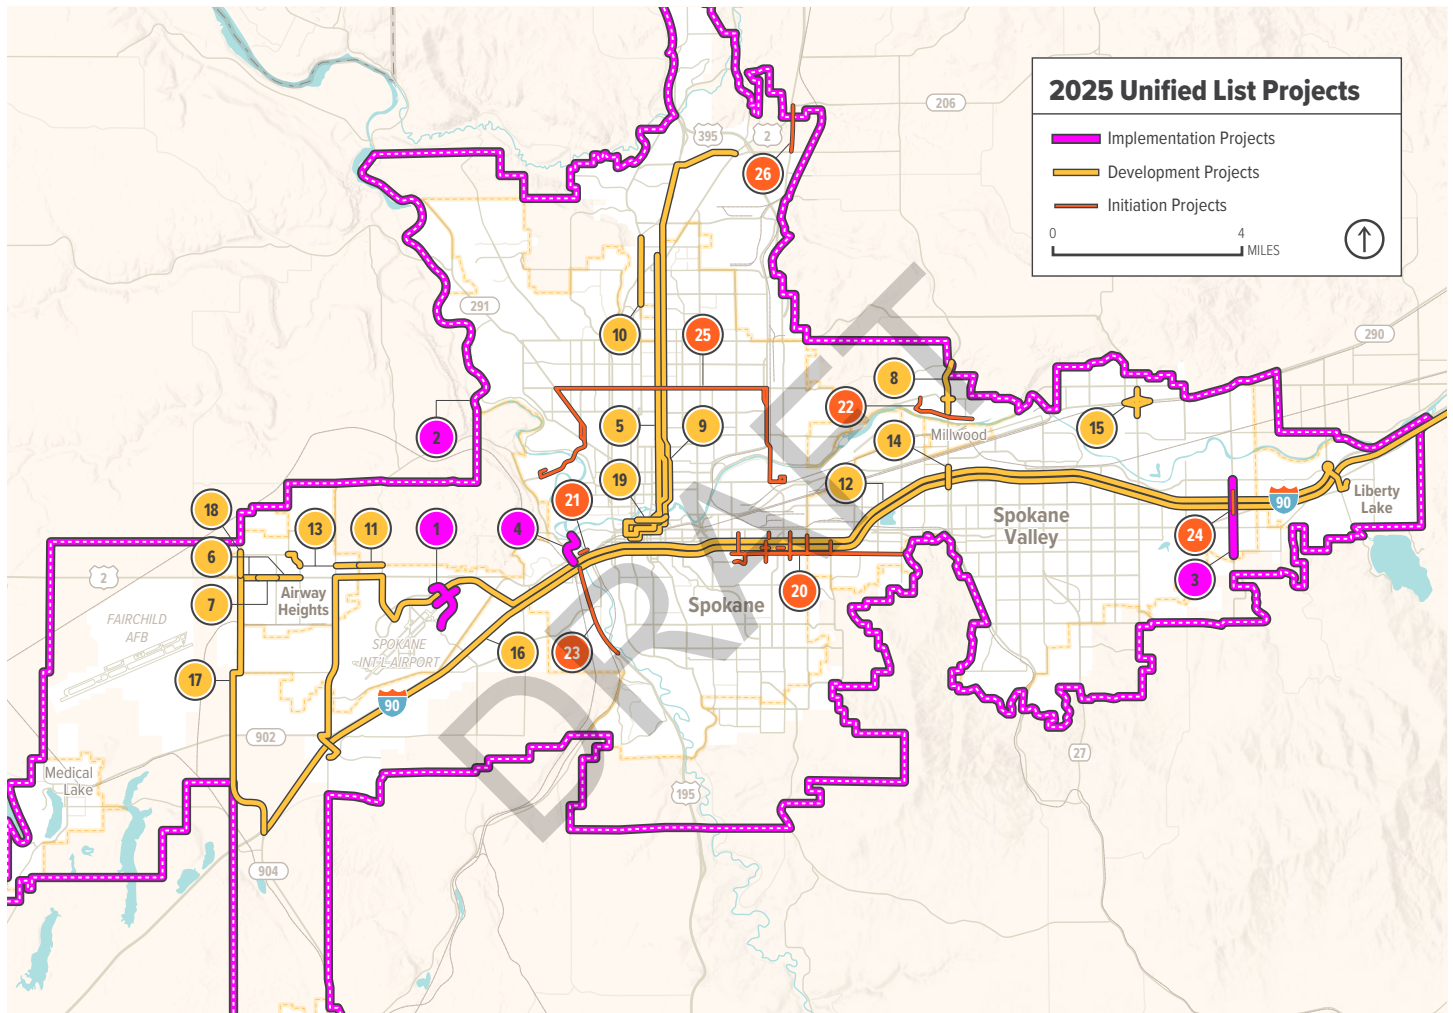 2025 Unified List Projects
Implementation Projects
Development Projects
Initiation Projects
0
4
MILES
206
395
2
26
291
290
10
25
8
22
2
5
9
14
Millwood
15
19
12
18
21
13
11
1
4
Spokane
Valley
90
Liberty
Lake
24
6
2
Airway
Heights
7
3
20
Spokane
FAIRCHILD
AFB
SPOKANE
INT'L AIRPORT
16
23
17
90
902
27
Medical
Lake
195
904
DRAFT